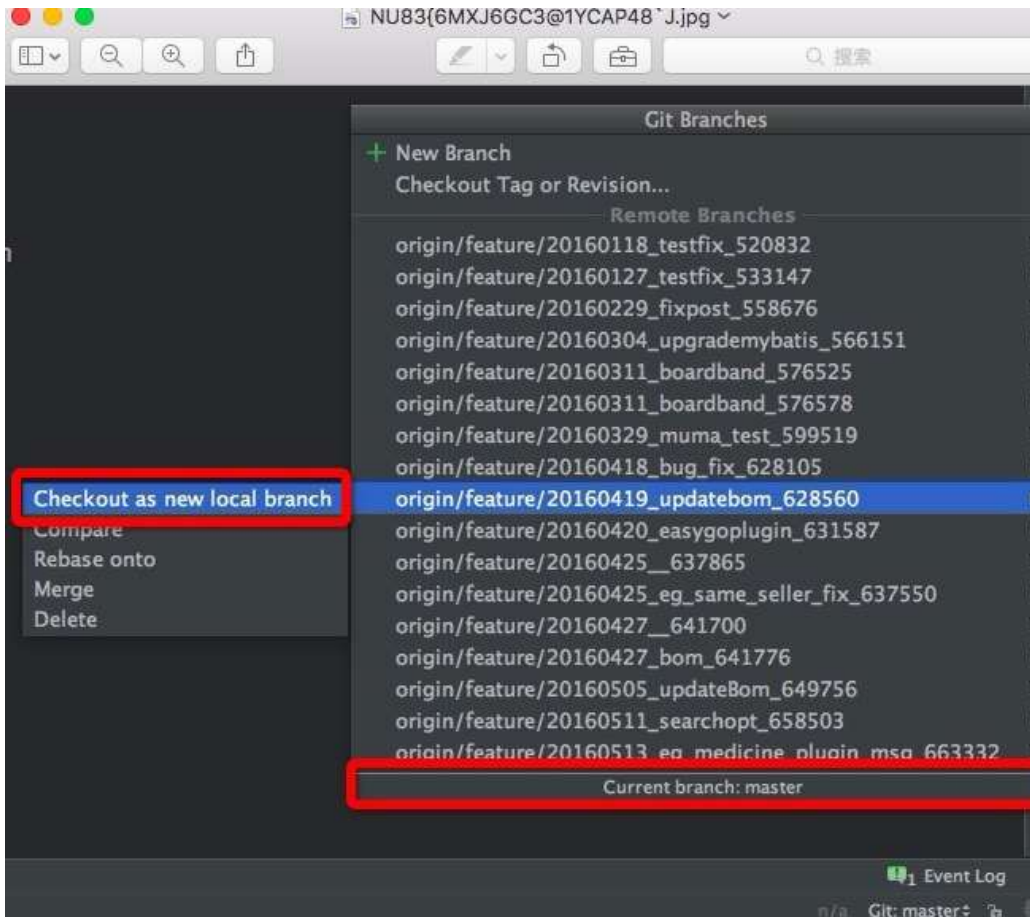 NU83{6MXJ6GC3@1YCAP48`J.jpg
搜索
Git Branches
New Branch
Checkout Tag or Revision...
Remote Branches
origin/feature/20160118_testfix_520832
origin/feature/20160127_testfix_533147
origin/feature/20160229_fixpost_558676
origin/feature/20160304_upgrademybatis_566151
origin/feature/20160311_boardband_576525
origin/feature/20160311_boardband_576578
origin/feature/20160329_muma_test_599519
origin/feature/20160418_bug_fix_628105
origin/feature/20160419_updatebom_628560
origin/feature/20160420_easygoplugin_631587
origin/feature/20160425__637865
origin/feature/20160425_eg_same_seller_fix_637550
origin/feature/20160427__641700
origin/feature/20160427_bom_641776
origin/feature/20160505_updateBom_649756
origin/feature/20160511_searchopt_658503
origin/feature/20160513_eg_medicine_plugin_msg_663332
Checkout as new local branch
Compare
Rebase onto
Merge
Delete
Current branch: master
1 Event Log
n/a Git: master